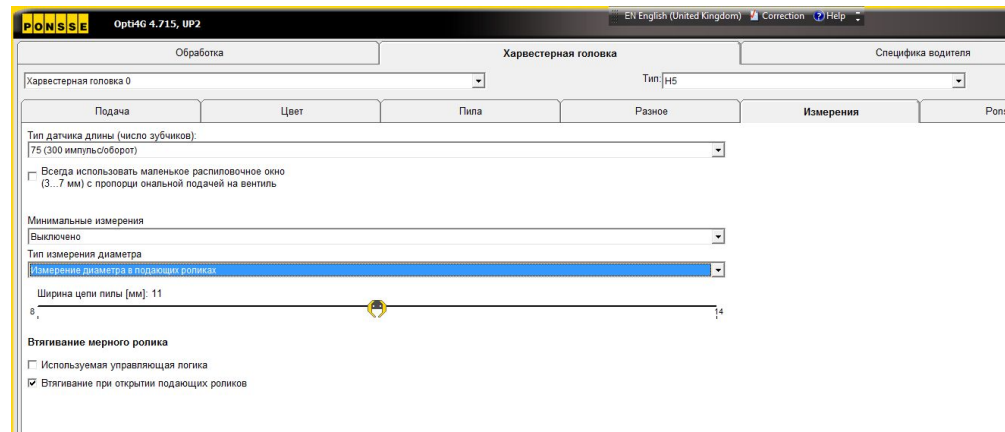 PONSSE Opti4G 4.715, UP2 EN English (United Kingdom) Correction Help
Обработка Харвестерная головка Специфика водителя
Харвестерная головка 0 Тип: H5
Подача Цвет Пила Разное Измерения Pons
Тип датчика длины (число зубчиков):
75 (300 импульс/оборот)
Всегда использовать маленькое распиловочное окно
(3...7 мм) с пропорци ональной подачей на вентиль
Минимальные измерения
Выключено
Тип измерения диаметра
Измерение диаметра в подающих роликах
Ширина цепи пилы [мм]: 11
8 14
Втягивание мерного ролика
Используемая управляющая логика
Втягивание при открытии подающих роликов